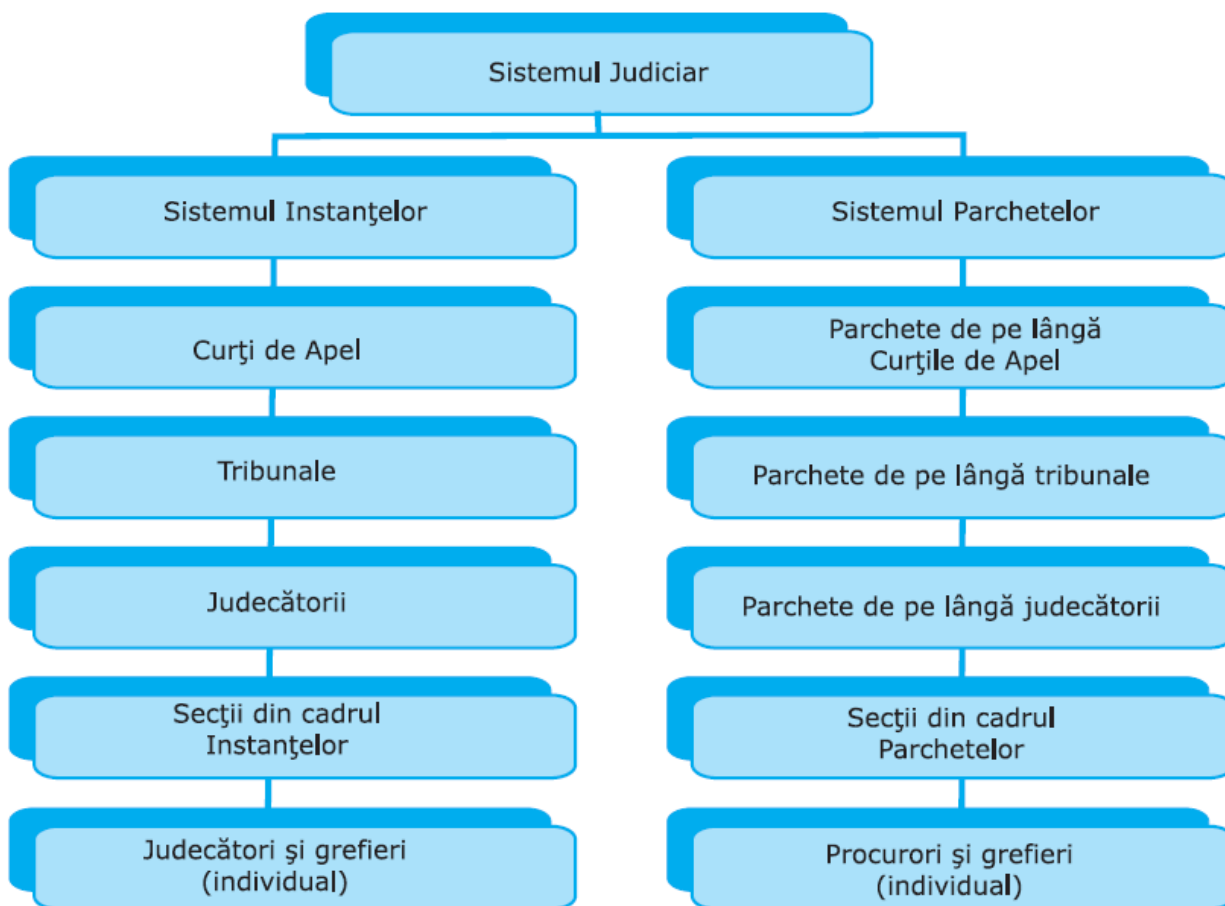 Sistemul Judiciar
Sistemul Instanţelor
Sistemul Parchetelor
Curţi de Apel
Parchete de pe lângă
Curţile de Apel
Tribunale
Parchete de pe lângă tribunale
Judecătorii
Parchete de pe lângă judecătorii
Secţii din cadrul
Instanţelor
Secţii din cadrul
Parchetelor
Judecători şi grefieri
(individual)
Procurori şi grefieri
(individual)